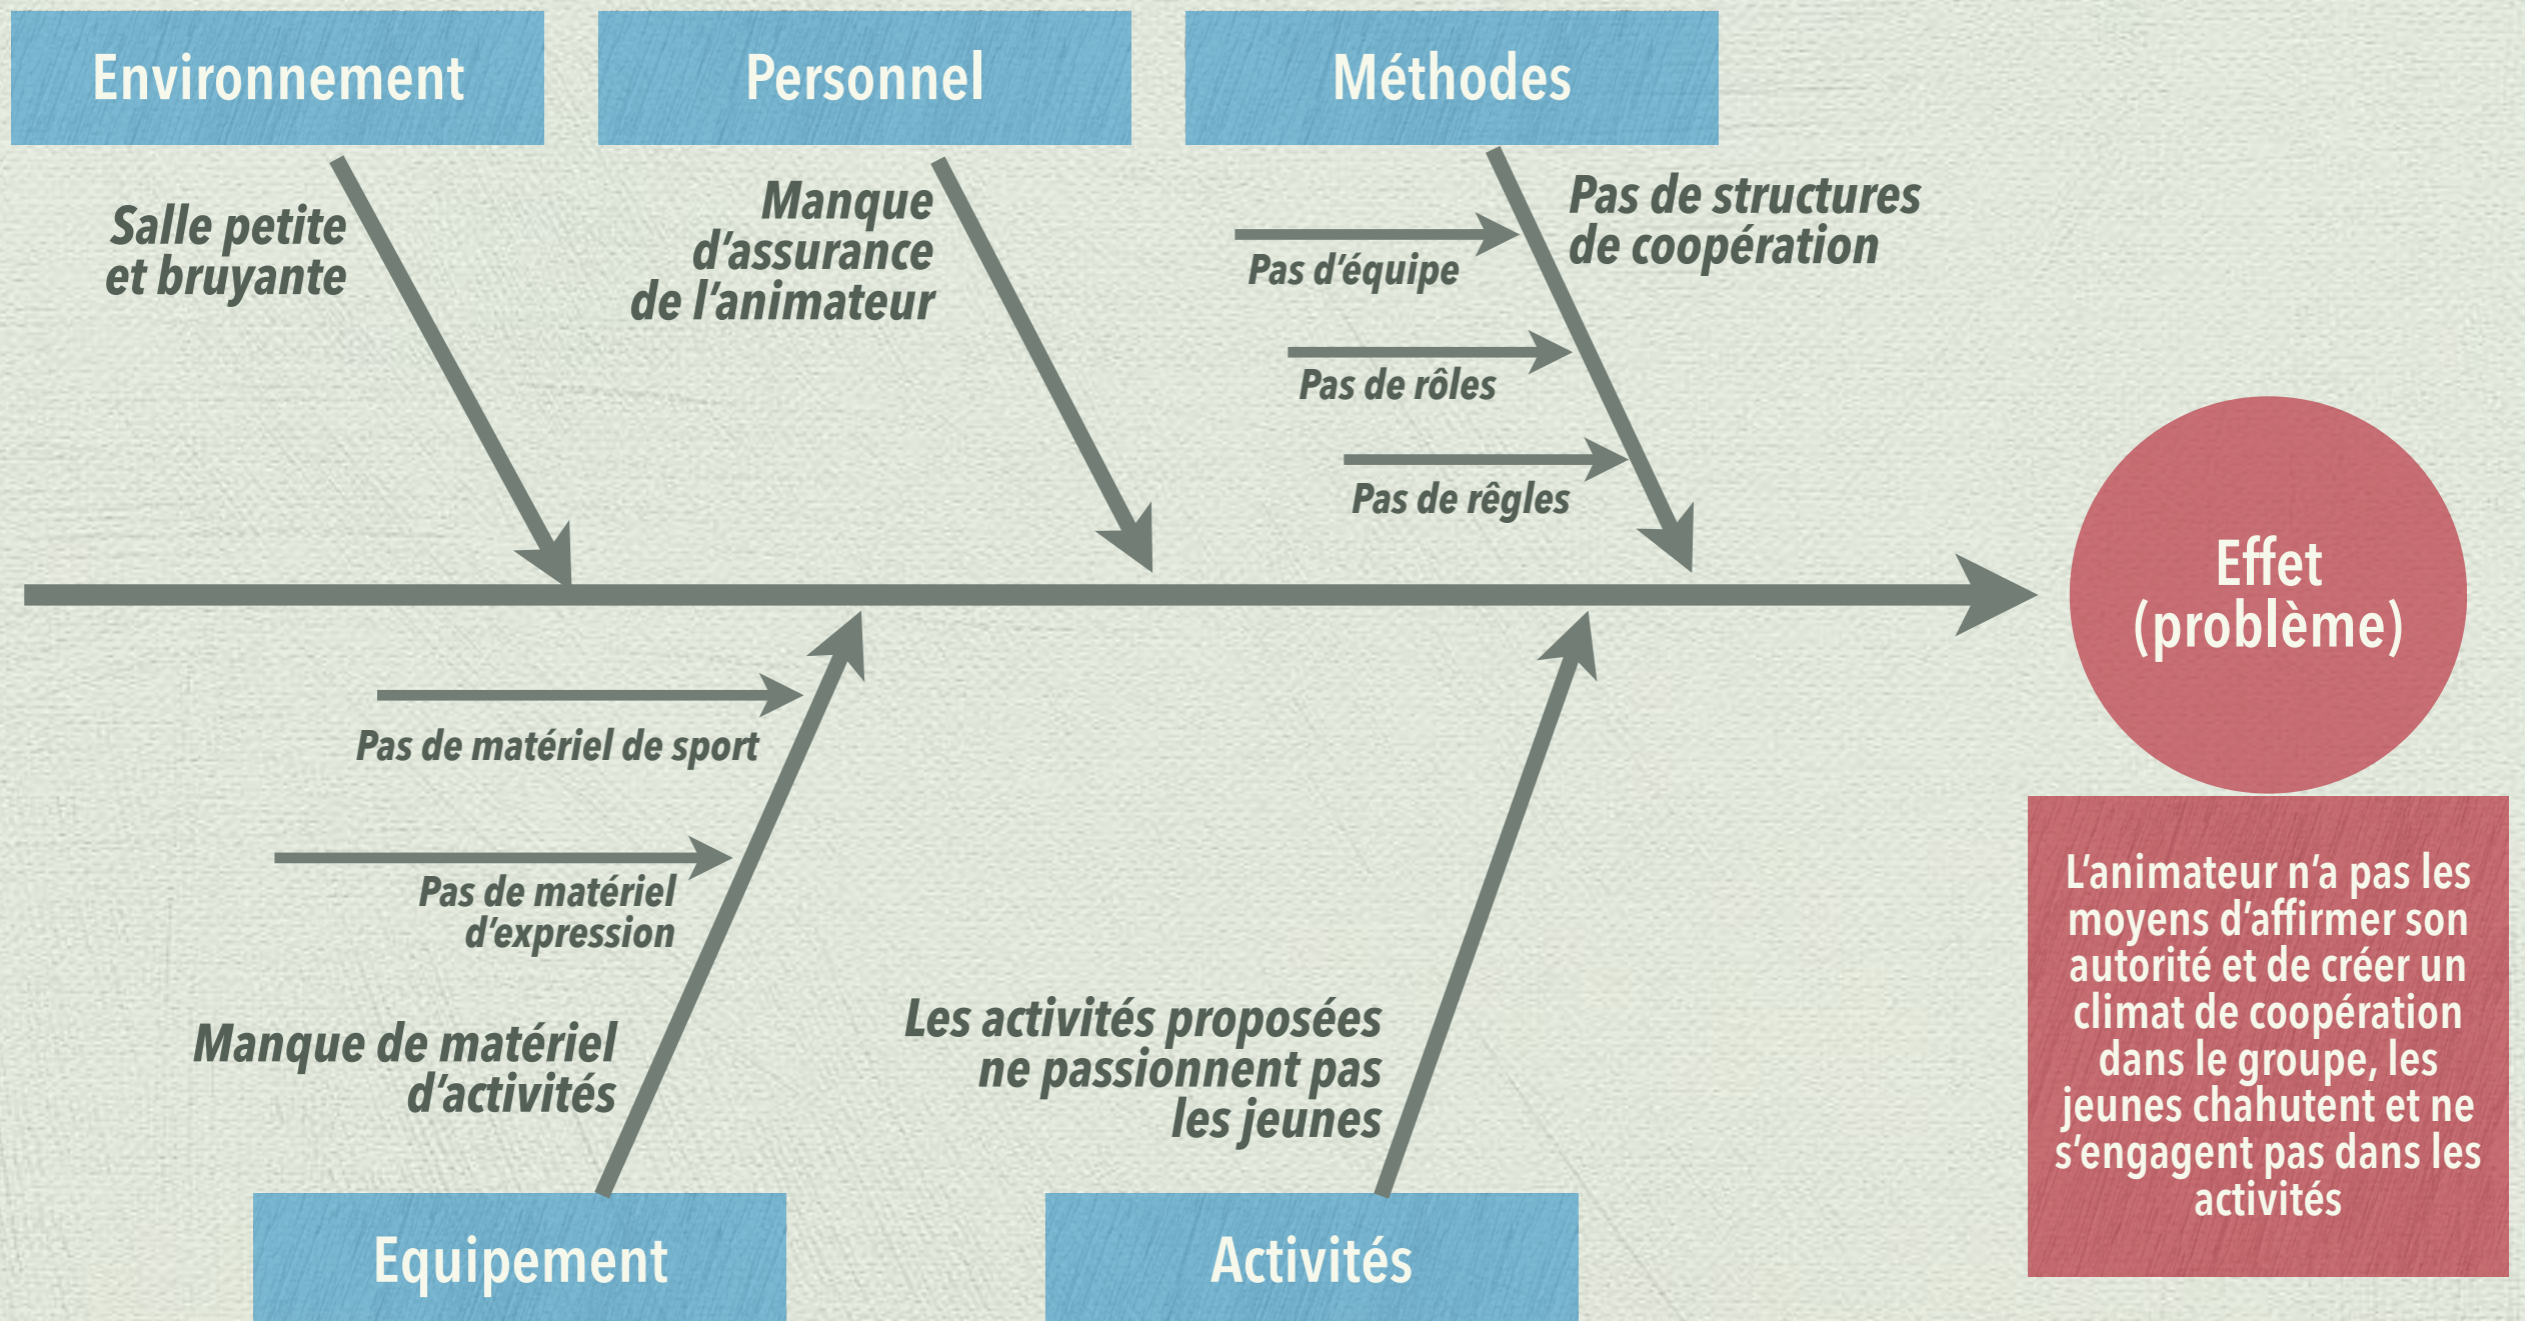 Environnement
Personnel
Méthodes
Salle petite
et bruyante
Manque
d’assurance
de l’animateur
Pas de structures
de coopération
Pas d’équipe
Pas de rôles
Pas de rêgles
Effet
(problème)
Pas de matériel de sport
Pas de matériel
d’expression
Manque de matériel
d’activités
Les activités proposées
ne passionnent pas
les jeunes
L’animateur n’a pas les
moyens d’affirmer son
autorité et de créer un
climat de coopération
dans le groupe, les
jeunes chahutent et ne
s’engagent pas dans les
activités
Equipement
Activités